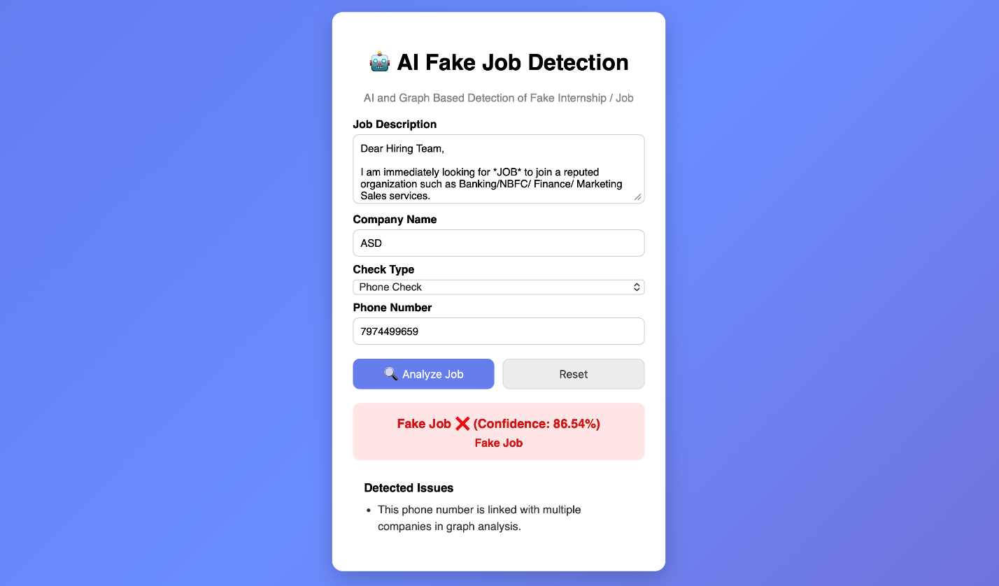 🤖 AI Fake Job Detection
AI and Graph Based Detection of Fake Internship / Job
Job Description
Dear Hiring Team,
I am immediately looking for *JOB* to join a reputed
organization such as Banking/NBFC/ Finance/ Marketing
Sales services.
Company Name
ASD
Check Type
Phone Check
Phone Number
7974499659
🔍 Analyze Job
Reset
Fake Job ❌ (Confidence: 86.54%)
Fake Job
Detected Issues
• This phone number is linked with multiple
companies in graph analysis.